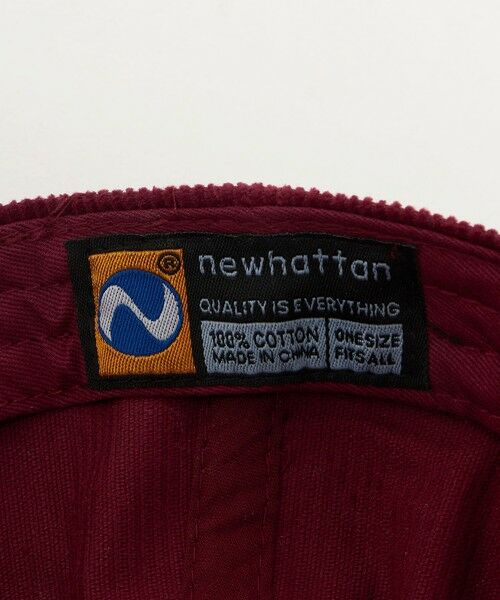 ®
newhattan
QUALITY IS EVERYTHING
100% COTTON
MADE IN CHINA
ONE SIZE
FITS ALL